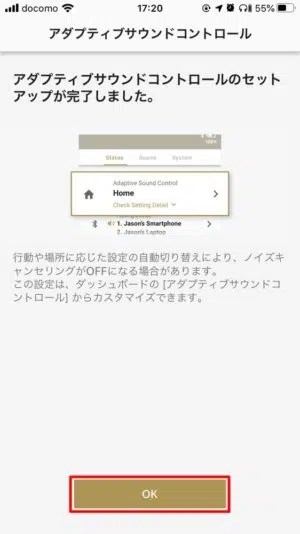 docomo 17:20 55%
アダプティブサウンドコントロール
アダプティブサウンドコントロールのセット
アップが完了しました。
100%
Status Sound System
Adaptive Sound Control
Home
Check Setting Detail
1. Jason's Smartphone
2. Jason's Laptop
行動や場所に応じた設定の自動切り替えにより、ノイズキ
ャンセリングがOFFになる場合があります。
この設定は、ダッシュボードの [アダプティブサウンドコ
ントロール] からカスタマイズできます。
OK